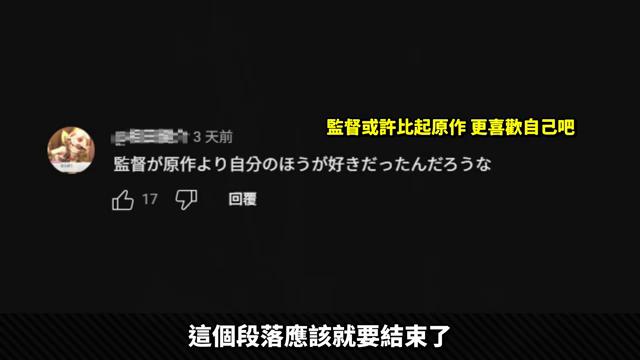 監督或許比起原作 更喜歡自己吧
3 天前
監督が原作より自分のほうが好きだったんだろうな
17
回覆
這個段落應該就要結束了